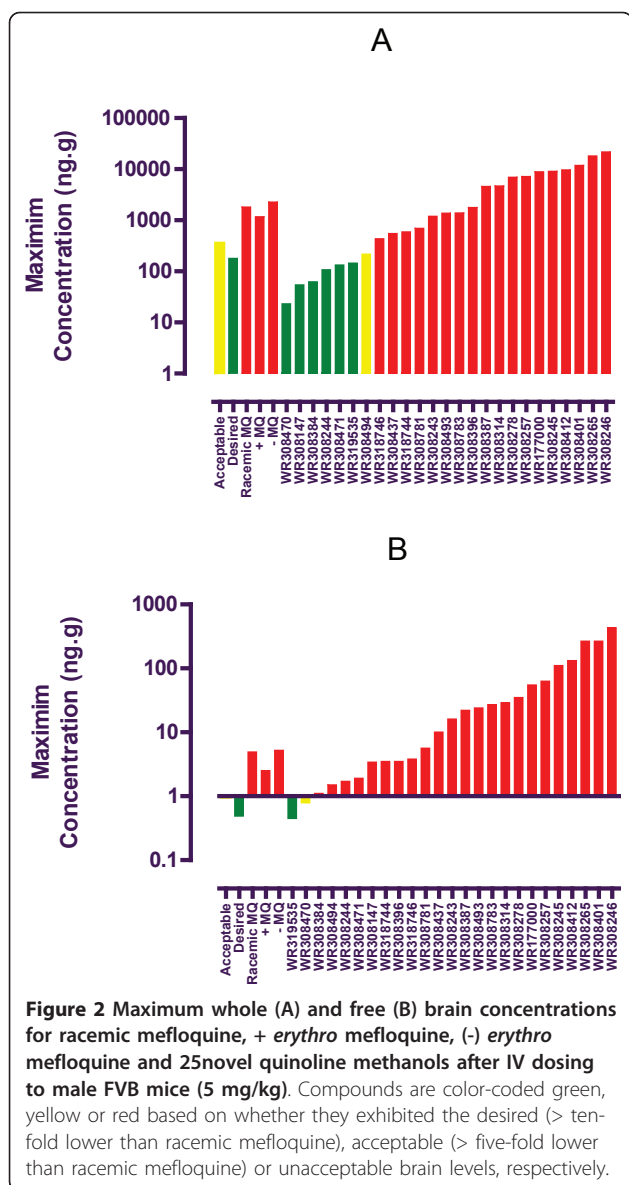 A
Maximim
Concentration (ng.g)
100000
10000
1000
100
10
1
Acceptable
Desired
Racemic MQ
+ MQ
- MQ
WR308470
WR308147
WR308384
WR308244
WR308471
WR319535
WR308494
WR318746
WR308437
WR318744
WR308781
WR308243
WR308493
WR308783
WR308396
WR308387
WR308314
WR308278
WR308257
WR177000
WR308245
WR308412
WR308401
WR308265
WR308246
B
Maximim
Concentration (ng.g)
1000
100
10
1
0.1
Acceptable
Desired
Racemic MQ
+ MQ
- MQ
WR319535
WR308470
WR308384
WR308494
WR308244
WR308471
WR308147
WR318744
WR308396
WR318746
WR308781
WR308437
WR308243
WR308387
WR308493
WR308783
WR308314
WR308278
WR177000
WR308257
WR308245
WR308412
WR308265
WR308401
WR308246
Figure 2 Maximum whole (A) and free (B) brain concentrations
for racemic mefloquine, + erythro mefloquine, (-) erythro
mefloquine and 25novel quinoline methanols after IV dosing
to male FVB mice (5 mg/kg). Compounds are color-coded green,
yellow or red based on whether they exhibited the desired (> ten-
fold lower than racemic mefloquine), acceptable (> five-fold lower
than racemic mefloquine) or unacceptable brain levels, respectively.